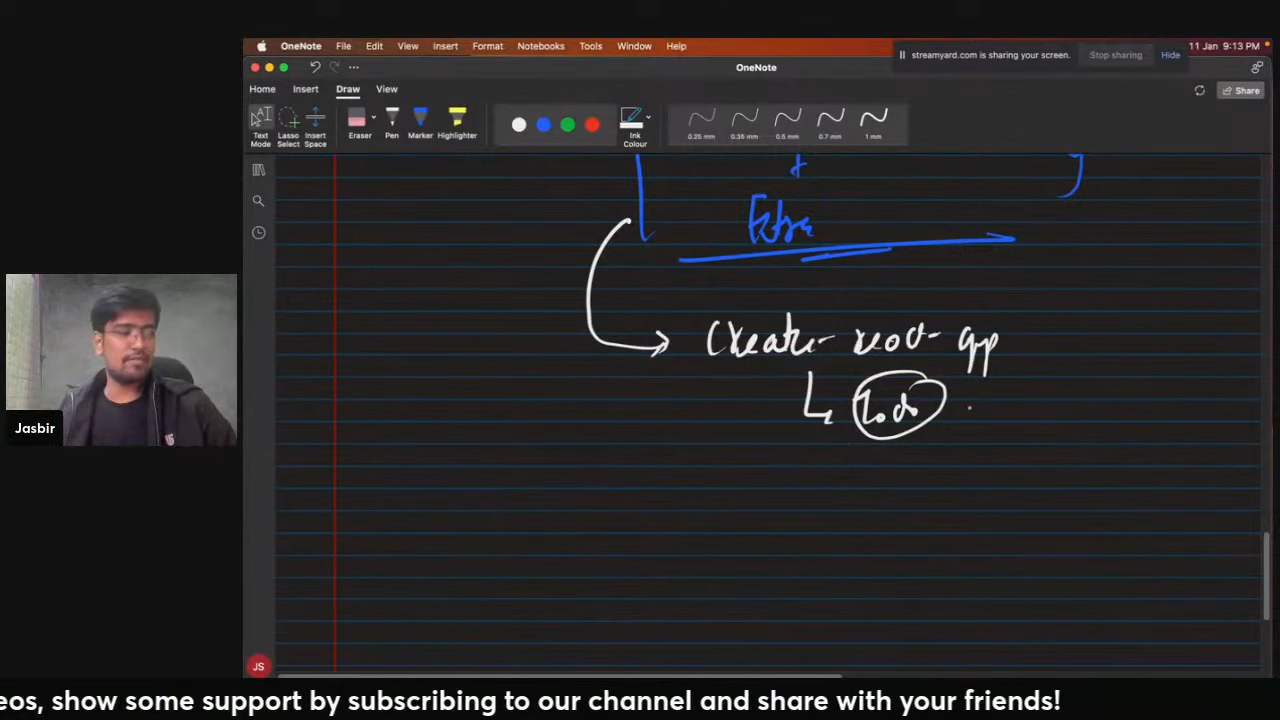 OneNote File Edit View Insert Format Notebooks Tools Window Help
streamyard.com is sharing your screen. Stop sharing Hide
11 Jan 9:13 PM
OneNote
Home Insert Draw View
Share
Text Mode
Lasso Select
Insert Space
Eraser
Pen
Marker
Highlighter
Ink Colour
0.25 mm 0.35 mm 0.5 mm 0.7 mm 1 mm
Extra
Create-react-app
todo
Jasbir
JS
eos, show some support by subscribing to our channel and share with your friends!